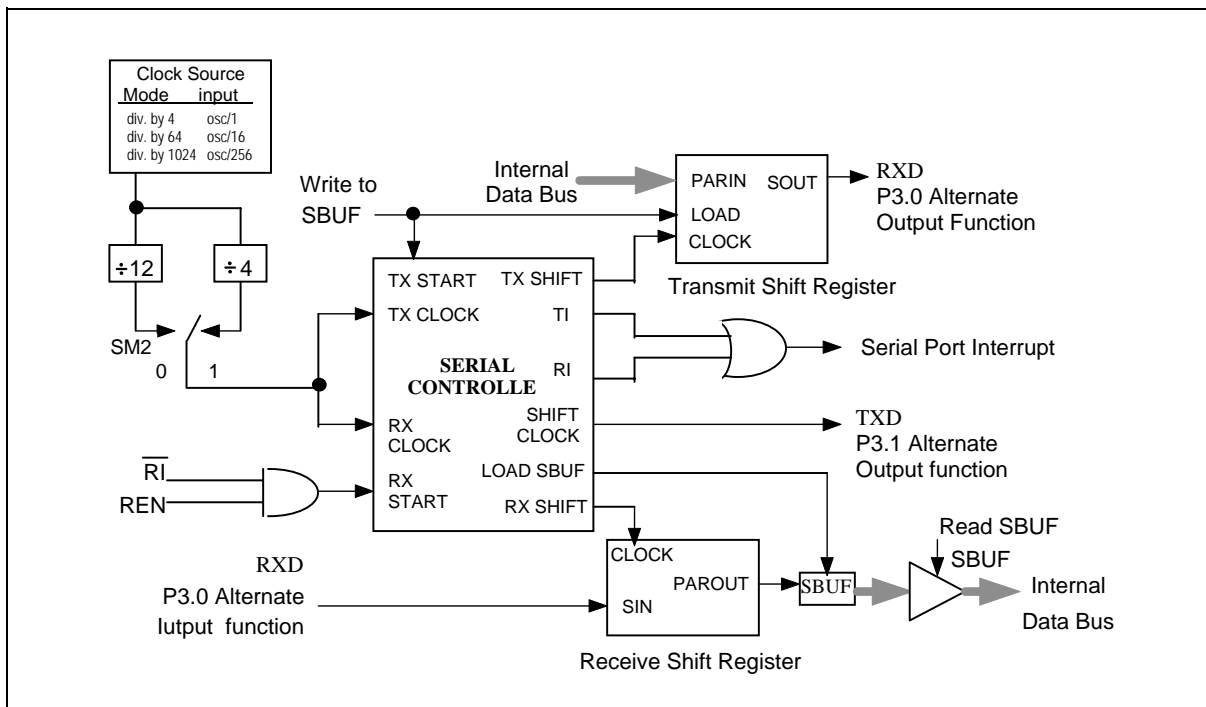 Clock Source
Mode input
div. by 4 osc/1
div. by 64 osc/16
div. by 1024 osc/256
÷12
÷4
SM2
0 1
Write to
SBUF
Internal
Data Bus
PARIN SOUT
LOAD
CLOCK
Transmit Shift Register
RXD
P3.0 Alternate
Output Function
TX START TX SHIFT
TX CLOCK TI
SERIAL
CONTROLLE
RI
SHIFT
CLOCK
RX
CLOCK
LOAD SBUF
RX
START
RX SHIFT
Serial Port Interrupt
TXD
P3.1 Alternate
Output function
R̅I̅
REN
RXD
P3.0 Alternate
Iutput function
CLOCK
PAROUT
SIN
Receive Shift Register
SBUF
Read SBUF
SBUF
Internal
Data Bus